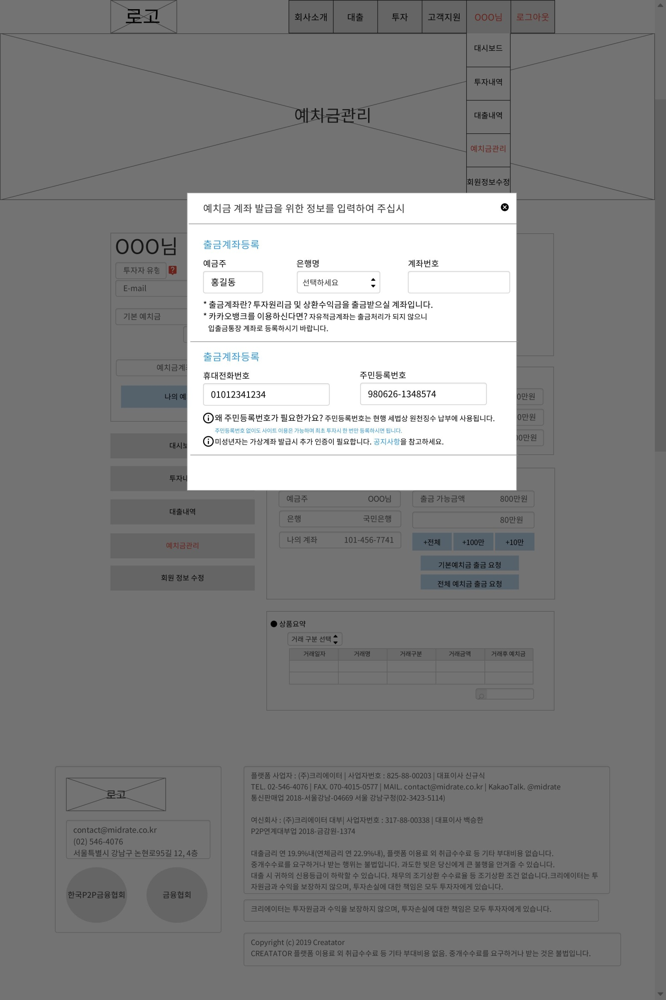 로고
회사소개 대출 투자 고객지원 OOO님 로그아웃
대시보드
투자내역
예치금관리
대출내역
예치금관리
회원정보수정
예치금 계좌 발급을 위한 정보를 입력하여 주십시
출금계좌등록
예금주 은행명 계좌번호
홍길동 선택하세요
* 출금계좌란? 투자원리금 및 상환수익금을 출금받으실 계좌입니다.
* 카카오뱅크를 이용하신다면? 자유적금계좌는 출금처리가 되지 않으니
입출금통장 계좌로 등록하시기 바랍니다.
출금계좌등록
휴대전화번호 주민등록번호
01012341234 980626-1348574
왜 주민등록번호가 필요한가요? 주민등록번호는 현행 세법상 원천징수 납부에 사용됩니다.
주민등록번호 없이도 사이트 이용은 가능하며 최초 투자시 한 번만 등록하시면 됩니다.
미성년자는 가상계좌 발급시 추가 인증이 필요합니다. 공지사항을 참고하세요.
OOO님
투자자 유형
E-mail
기본 예치금
예치금계
나의 예
0만원
0만원
00만원
대시보
투자내
대출내역
예치금관리
회원 정보 수정
예금주 OOO님 출금 가능금액 800만원
은행 국민은행 80만원
나의 계좌 101-456-7741 +전체 +100만 +10만
기본예치금 출금 요청
전체 예치금 출금 요청
● 상품요약
거래 구분 선택
거래일자 거래명 거래구분 거래금액 거래후 예치금
로고
contact@midrate.co.kr
(02) 546-4076
서울특별시 강남구 논현로95길 12, 4층
한국P2P금융협회 금융협회
플랫폼 사업자 : (주)크리에이터 | 사업자번호 : 825-88-00203 | 대표이사 신규식
TEL. 02-546-4076 | FAX. 070-4015-0577 | MAIL. contact@midrate.co.kr | KakaoTalk. @midrate
통신판매업 2018-서울강남-04669 서울 강남구청(02-3423-5114)
여신회사 : (주)크리에이터 대부| 사업자번호 : 317-88-00338 | 대표이사 백승한
P2P연계대부업 2018-금감원-1374
대출금리 연 19.9%내(연체금리 연 22.9%내), 플랫폼 이용료 외 취급수수료 등 기타 부대비용 없습니다.
중개수수료를 요구하거나 받는 행위는 불법입니다. 과도한 빚은 당신에게 큰 불행을 안겨줄 수 있습니다.
대출 시 귀하의 신용등급이 하락할 수 있습니다. 채무의 조기상환 수수료율 등 조기상환 조건 없습니다.크리에이터는 투
자원금과 수익을 보장하지 않으며, 투자손실에 대한 책임은 모두 투자자에게 있습니다.
크리에이터는 투자원금과 수익을 보장하지 않으며, 투자손실에 대한 책임은 모두 투자자에게 있습니다.
Copyright (c) 2019 Creatator
CREATATOR 플랫폼 이용료 외 취급수수료 등 기타 부대비용 없음. 중개수수료를 요구하거나 받는 것은 불법입니다.